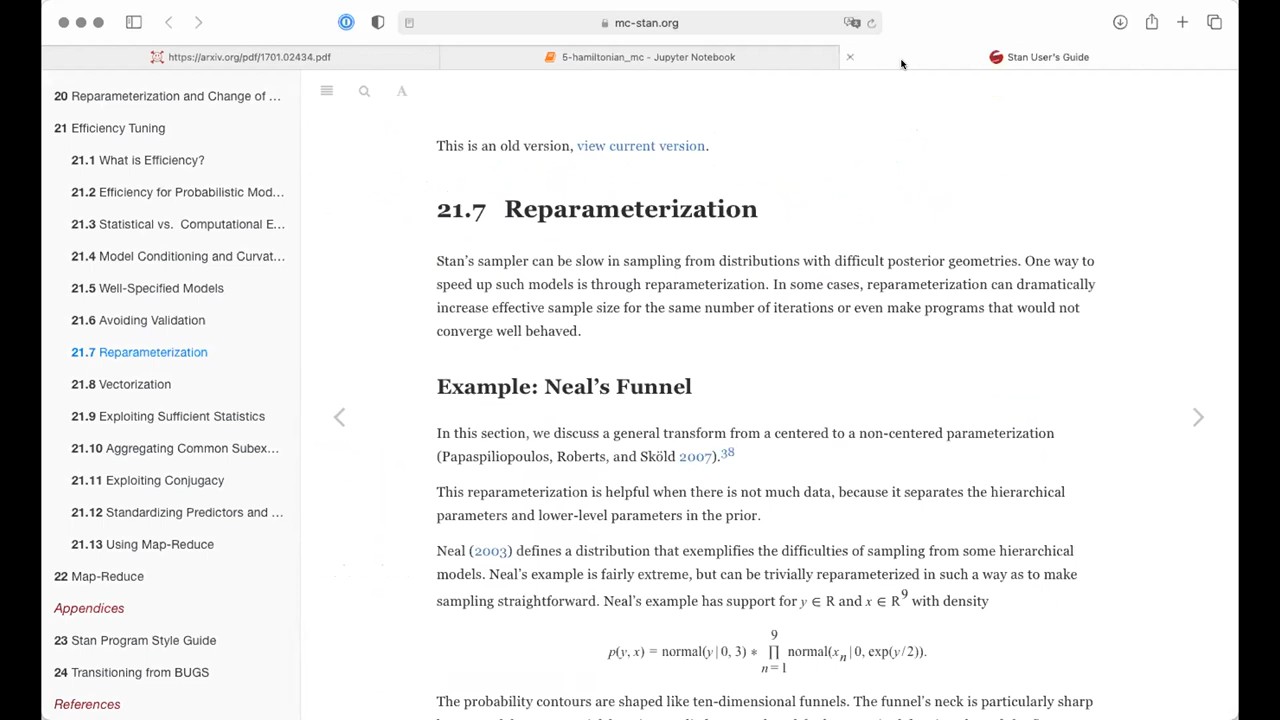 mc-stan.org
https://arxiv.org/pdf/1701.02434.pdf
5-hamiltonian_mc - Jupyter Notebook
Stan User's Guide
20 Reparameterization and Change of …
21 Efficiency Tuning
21.1 What is Efficiency?
21.2 Efficiency for Probabilistic Mod…
21.3 Statistical vs. Computational E…
21.4 Model Conditioning and Curvat…
21.5 Well-Specified Models
21.6 Avoiding Validation
21.7 Reparameterization
21.8 Vectorization
21.9 Exploiting Sufficient Statistics
21.10 Aggregating Common Subex…
21.11 Exploiting Conjugacy
21.12 Standardizing Predictors and …
21.13 Using Map-Reduce
22 Map-Reduce
Appendices
23 Stan Program Style Guide
24 Transitioning from BUGS
References
A
This is an old version, view current version.
21.7 Reparameterization
Stan's sampler can be slow in sampling from distributions with difficult posterior geometries. One way to
speed up such models is through reparameterization. In some cases, reparameterization can dramatically
increase effective sample size for the same number of iterations or even make programs that would not
converge well behaved.
Example: Neal's Funnel
In this section, we discuss a general transform from a centered to a non-centered parameterization
(Papaspiliopoulos, Roberts, and Sköld 2007).38
This reparameterization is helpful when there is not much data, because it separates the hierarchical
parameters and lower-level parameters in the prior.
Neal (2003) defines a distribution that exemplifies the difficulties of sampling from some hierarchical
models. Neal's example is fairly extreme, but can be trivially reparameterized in such a way as to make
sampling straightforward. Neal's example has support for y ∈ R and x ∈ R⁹ with density
p(y, x) = normal(y | 0, 3) ∗ ∏_{n=1}^{9} normal(xₙ | 0, exp(y/2)).
The probability contours are shaped like ten-dimensional funnels. The funnel's neck is particularly sharp